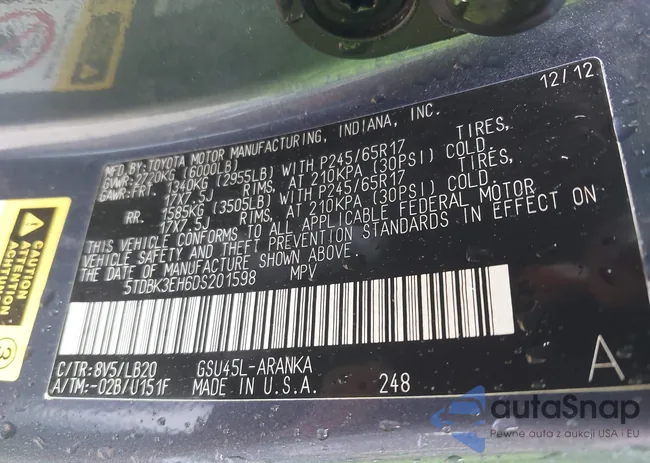 12/12
MFD. BY: TOYOTA MOTOR MANUFACTURING, INDIANA, INC.
GVWR: 2720KG (6000LB)
GAWR: FRT 1340KG (2955LB) WITH P245/65R17 TIRES,
17X7.5J RIMS, AT 210KPA (30PSI) COLD.
RR. 1585KG (3505LB) WITH P245/65R17 TIRES,
17X7.5J RIMS, AT 210KPA (30PSI) COLD.
THIS VEHICLE CONFORMS TO ALL APPLICABLE FEDERAL MOTOR
VEHICLE SAFETY AND THEFT PREVENTION STANDARDS IN EFFECT ON
THE DATE OF MANUFACTURE SHOWN ABOVE.
5TDBK3EH6DS201598 MPV
C/TR: 8V5/LB20 GSU45L-ARANKA
A/TM:-02B/U151F MADE IN U.S.A. 248
A
CAUTION
3
autaSnap
Pewne auta z aukcji USA i EU